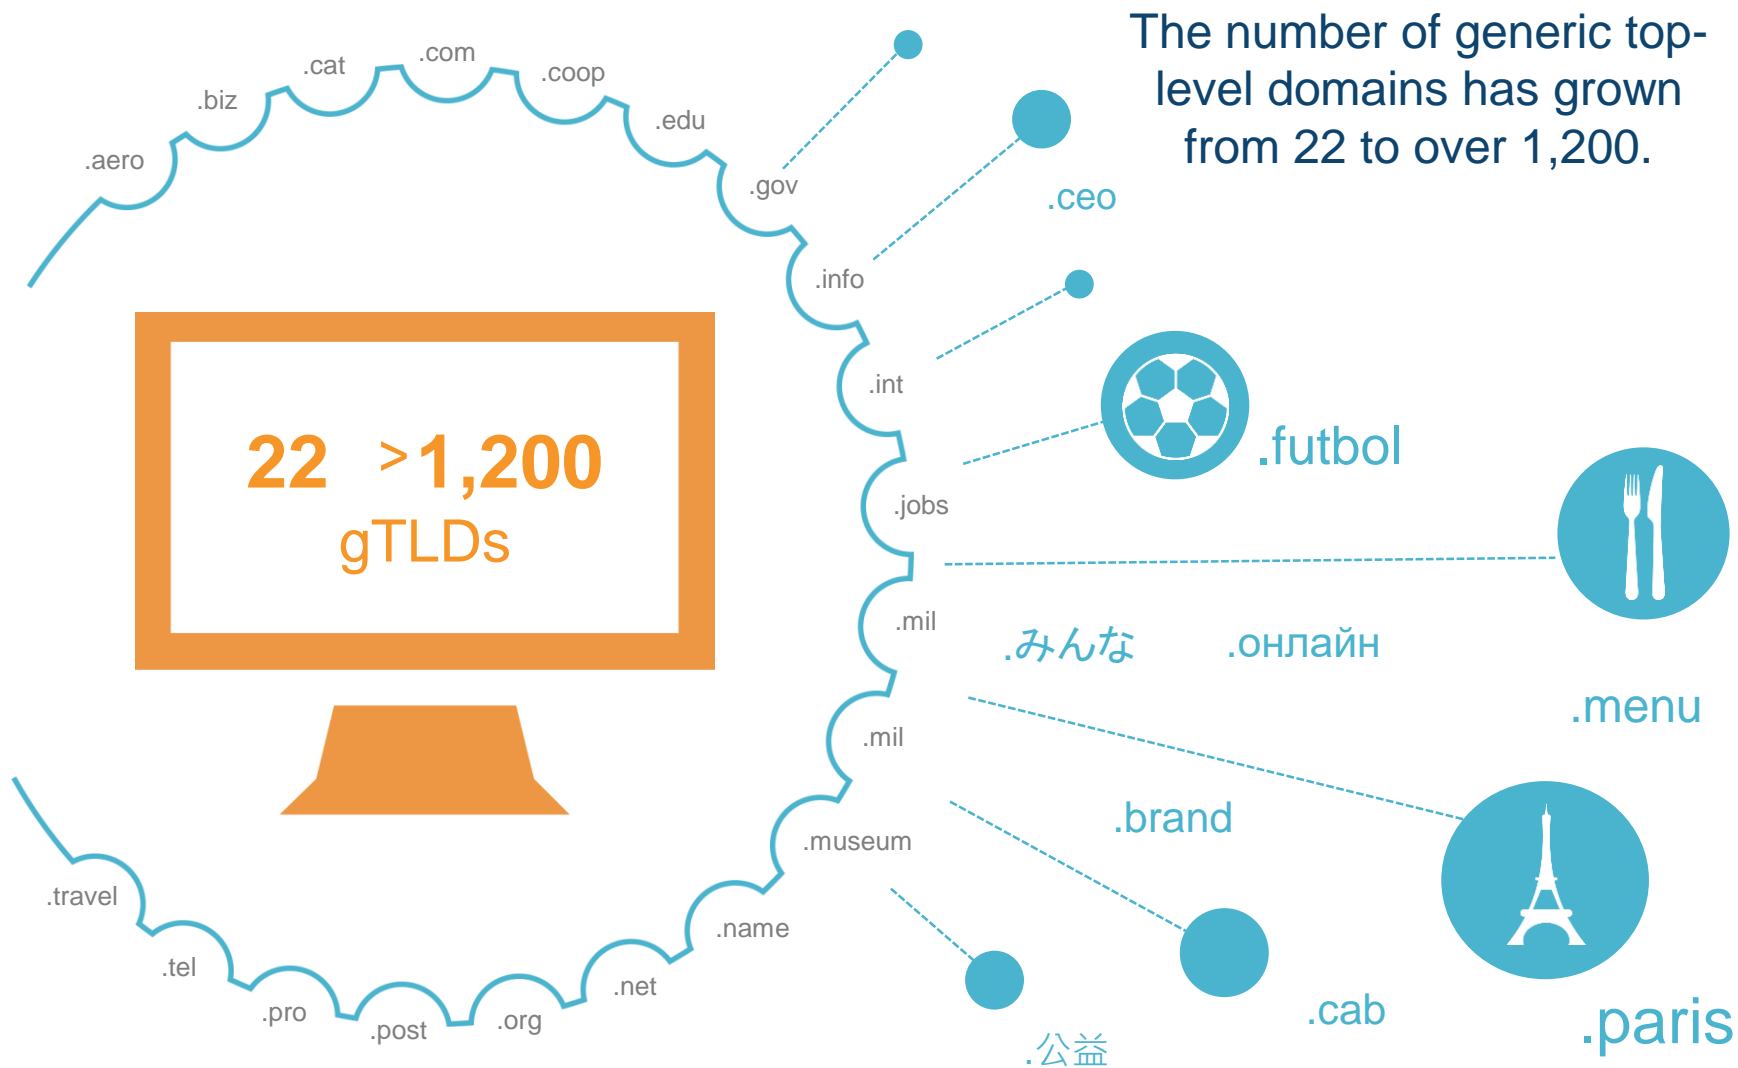 The number of generic top-
level domains has grown
from 22 to over 1,200.
.aero
.biz
.cat
.com
.coop
.edu
.gov
.info
.int
.jobs
.mil
.mil
.museum
.name
.net
.org
.post
.pro
.tel
.travel
22 >1,200
gTLDs
.ceo
.futbol
.みんな
.онлайн
.menu
.brand
.cab
.paris
.公益